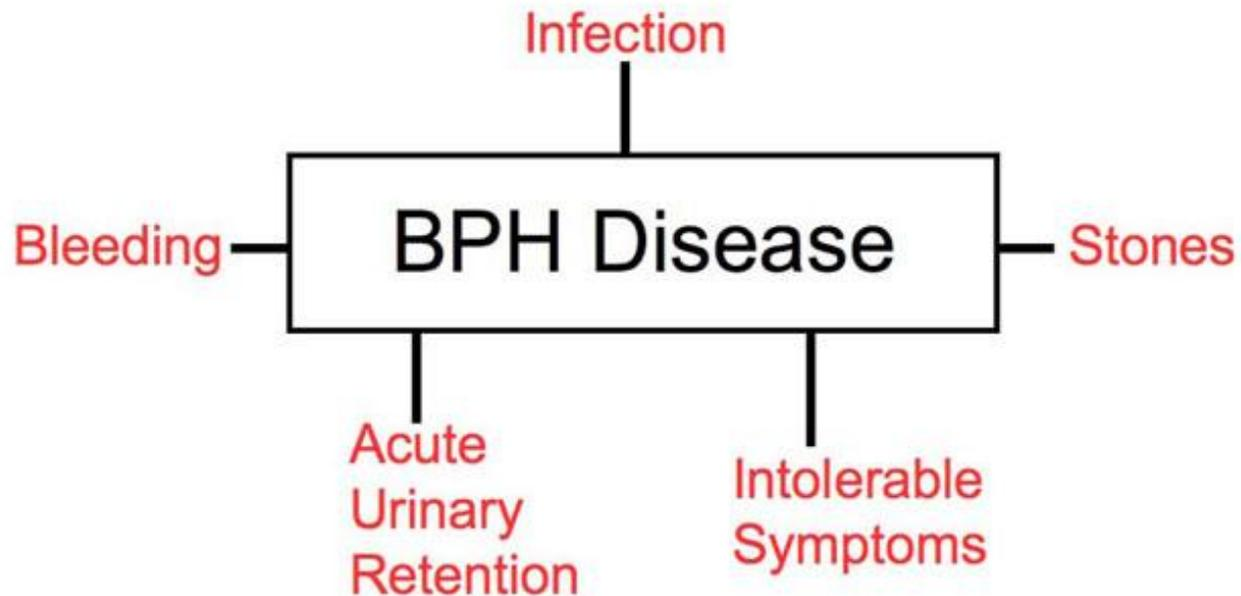 Infection
Bleeding
BPH Disease
Stones
Acute
Urinary
Retention
Intolerable
Symptoms